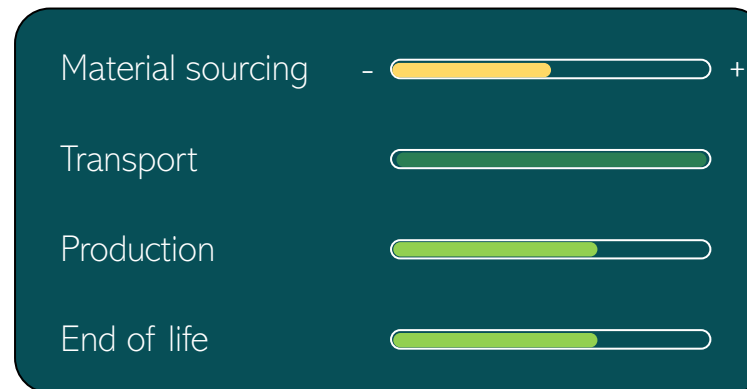 Material sourcing - +
Transport
Production
End of life